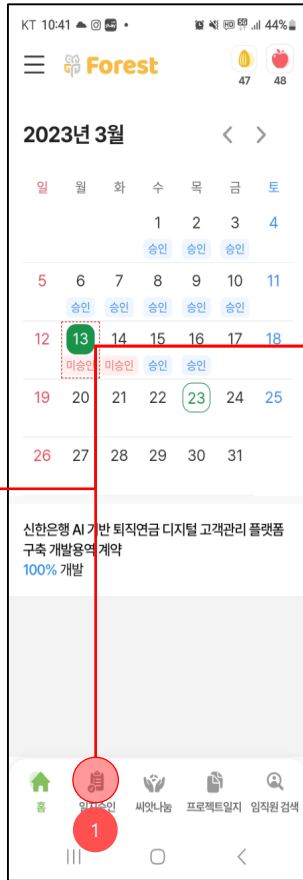 KT 10:41 44%
Forest
47 48
2023년 3월
일 월 화 수 목 금 토
1 2 3 4
승인 승인 승인
5 6 7 8 9 10 11
승인 승인 승인 승인 승인
12 13 14 15 16 17 18
미승인 미승인 승인 승인
19 20 21 22 23 24 25
26 27 28 29 30 31
신한은행 AI 기반 퇴직연금 디지털 고객관리 플랫폼
구축 개발용역 계약
100% 개발
홈 일지승인 씨앗나눔 프로젝트일지 임직원 검색
1